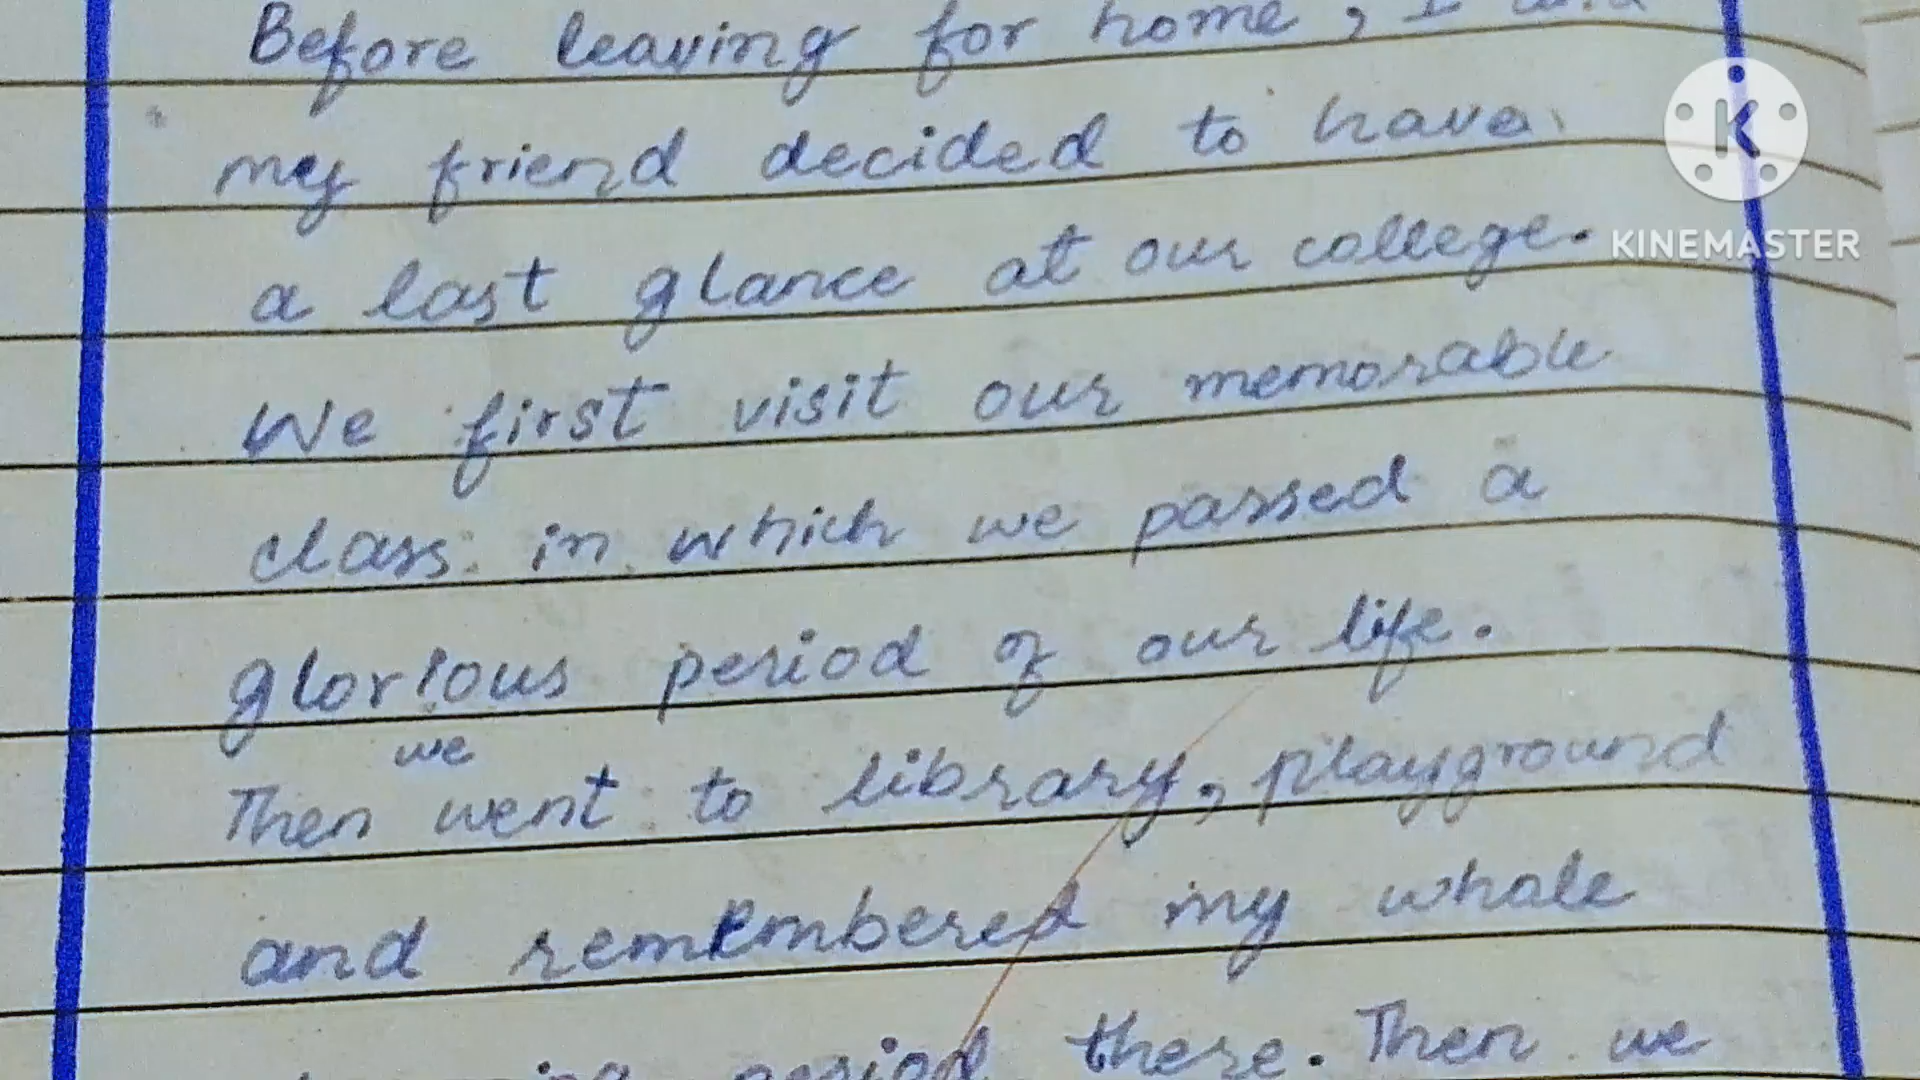 Before leaving for home, I and
my friend decided to have
a last glance at our college.
We first visit our memorable
class in which we passed a
glorious period of our life.
we
Then went to library, playground
and remembered my whole
period there. Then we
K
KINEMASTER